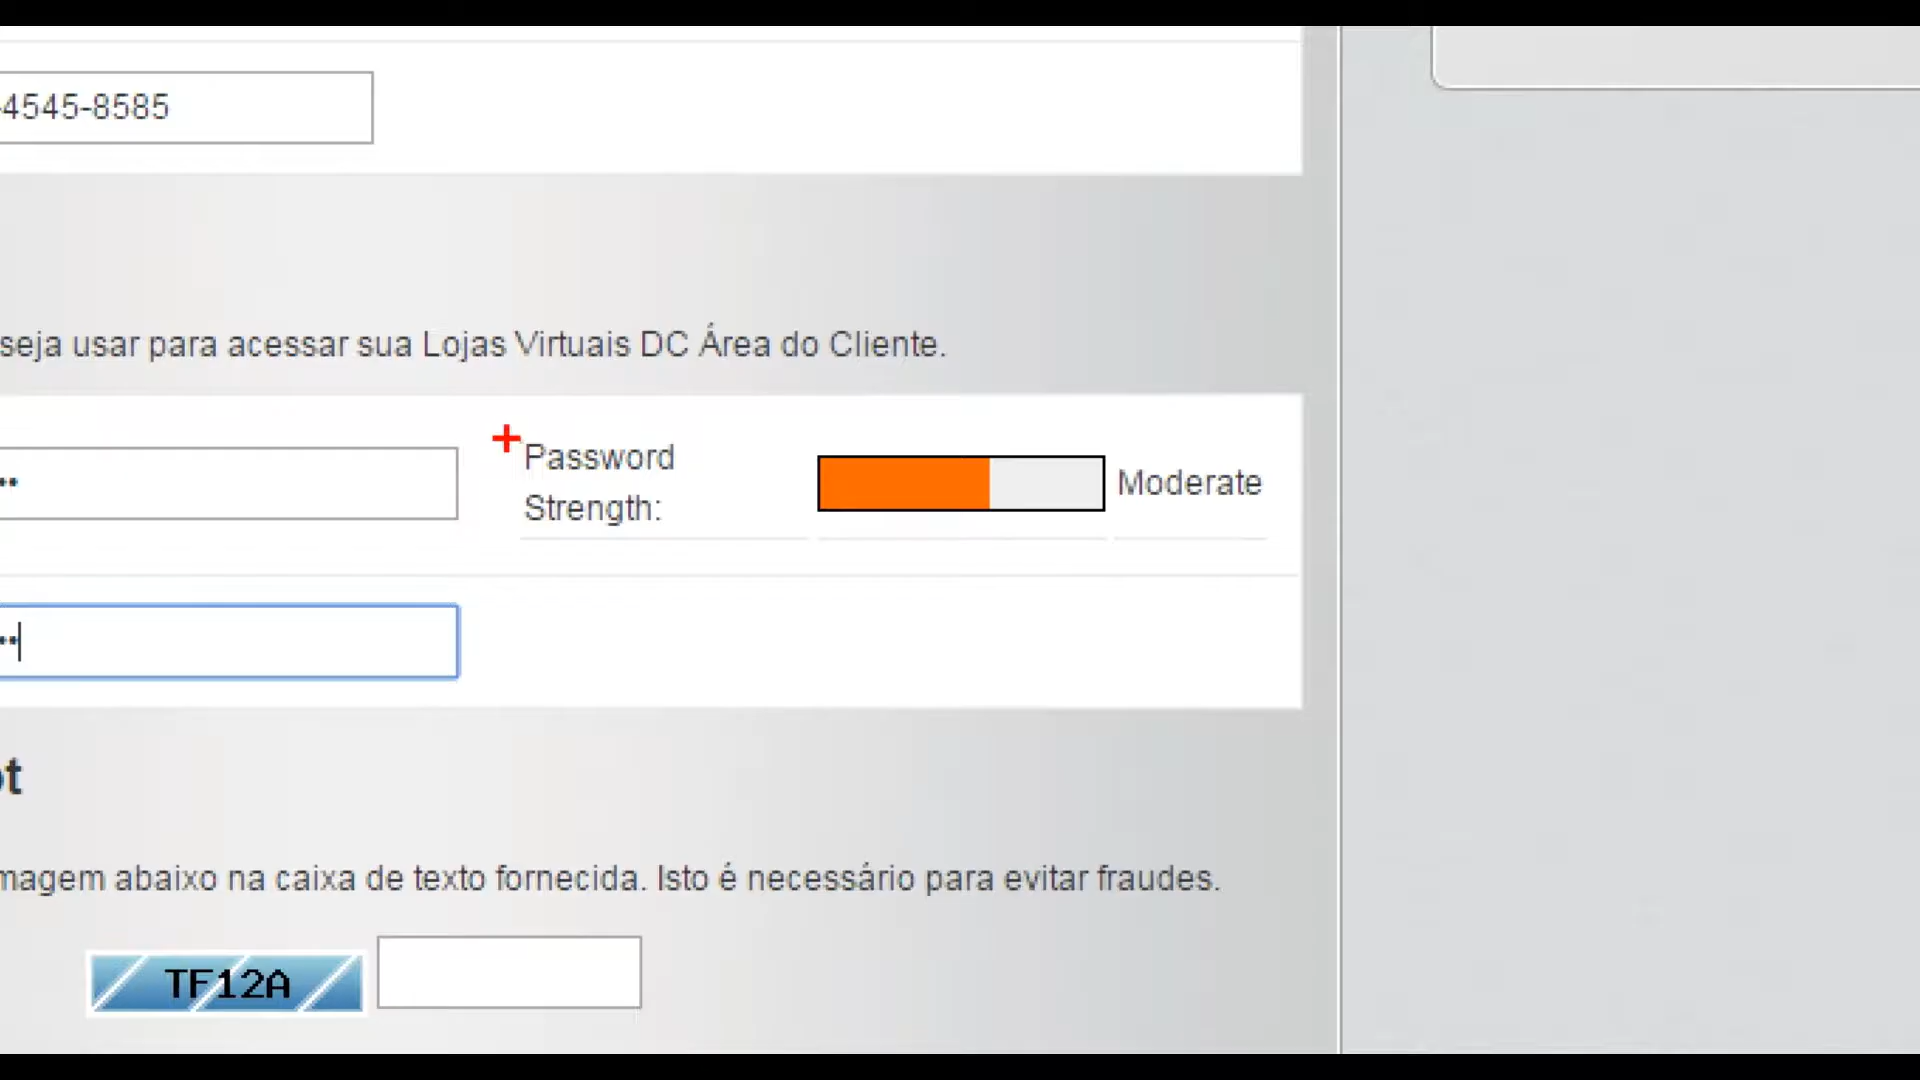 -4545-8585
seja usar para acessar sua Lojas Virtuais DC Área do Cliente.
Password
Strength:
Moderate
magem abaixo na caixa de texto fornecida. Isto é necessário para evitar fraudes.
TF12A